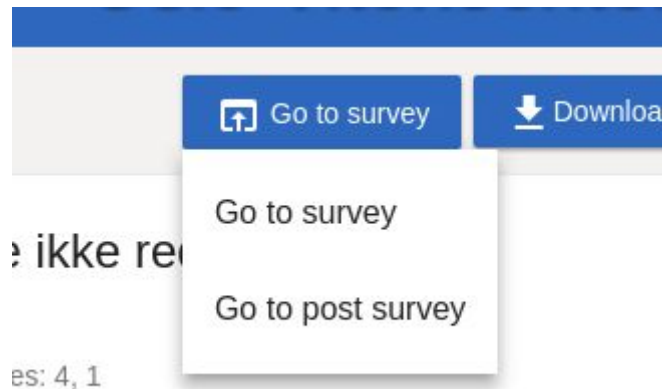 Go to survey
Downloa
Go to survey
e ikke re
Go to post survey
es: 4, 1